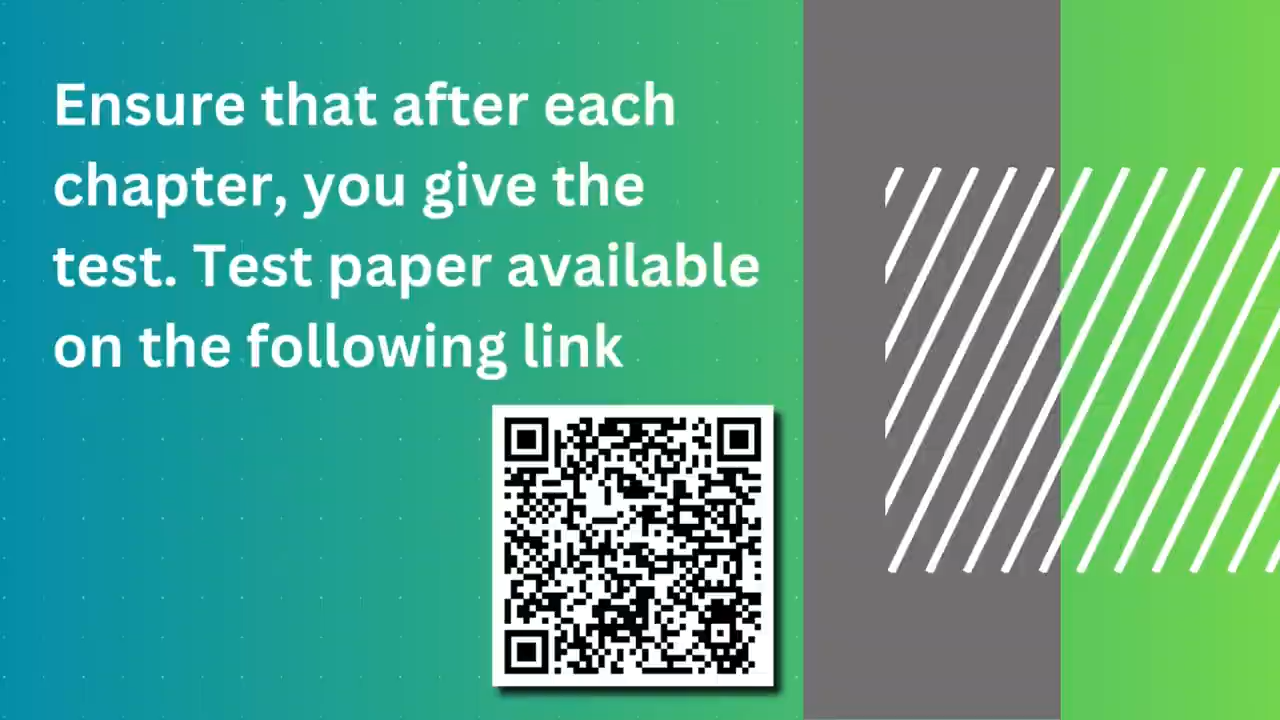 Ensure that after each
chapter, you give the
test. Test paper available
on the following link